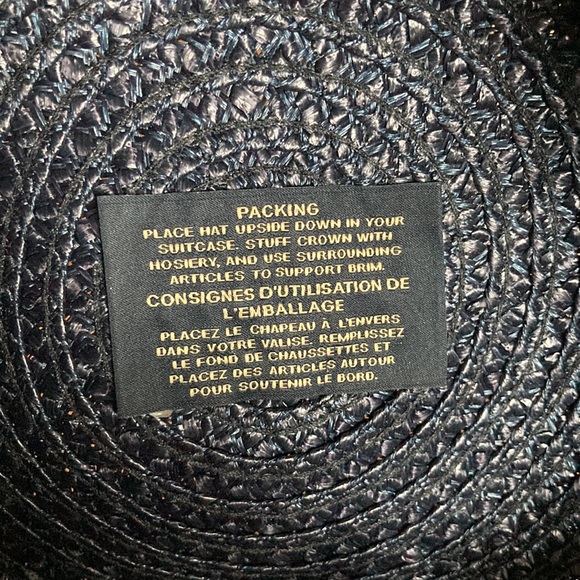 PACKING
PLACE HAT UPSIDE DOWN IN YOUR
SUITCASE. STUFF CROWN WITH
HOSIERY, AND USE SURROUNDING
ARTICLES TO SUPPORT BRIM.
CONSIGNES D'UTILISATION DE
L'EMBALLAGE
PLACEZ LE CHAPEAU À L'ENVERS
DANS VOTRE VALISE. REMPLISSEZ
LE FOND DE CHAUSSETTES ET
PLACEZ DES ARTICLES AUTOUR
POUR SOUTENIR LE BORD.